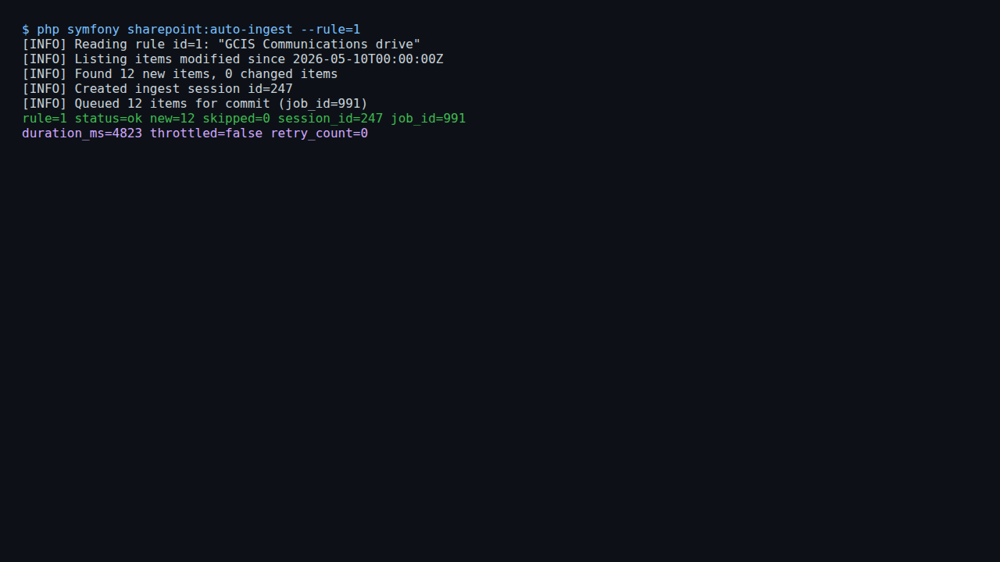 $ php symfony sharepoint:auto-ingest --rule=1
[INFO] Reading rule id=1: "GCIS Communications drive"
[INFO] Listing items modified since 2026-05-10T00:00:00Z
[INFO] Found 12 new items, 0 changed items
[INFO] Created ingest session id=247
[INFO] Queued 12 items for commit (job_id=991)
rule=1 status=ok new=12 skipped=0 session_id=247 job_id=991
duration_ms=4823 throttled=false retry_count=0